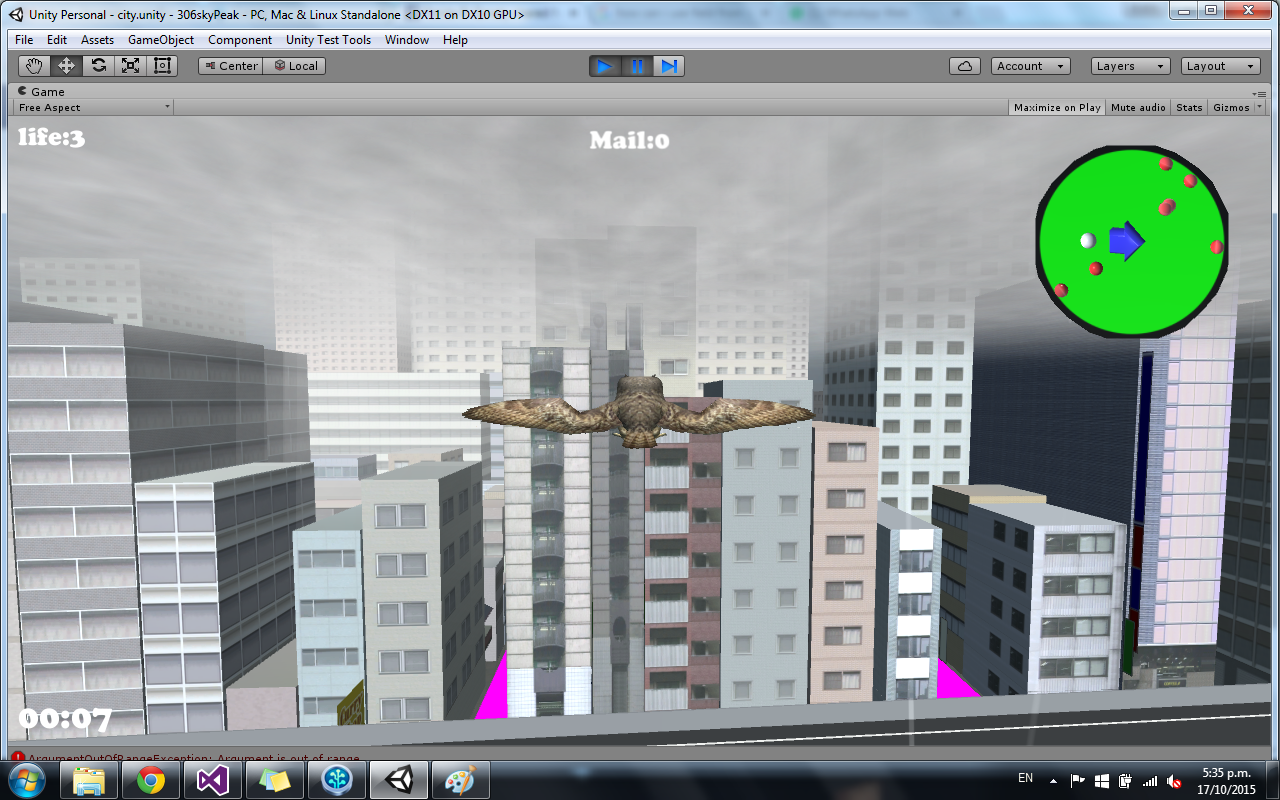 Unity Personal - city.unity - 306skyPeak - PC, Mac & Linux Standalone <DX11 on DX10 GPU>
File Edit Assets GameObject Component Unity Test Tools Window Help
Center Local Account Layers Layout
Game
Free Aspect Maximize on Play Mute audio Stats Gizmos
life:3 Mail:0
00:07
ArgumentOutOfRangeException: Argument is out of range
EN 5:35 p.m.
17/10/2015